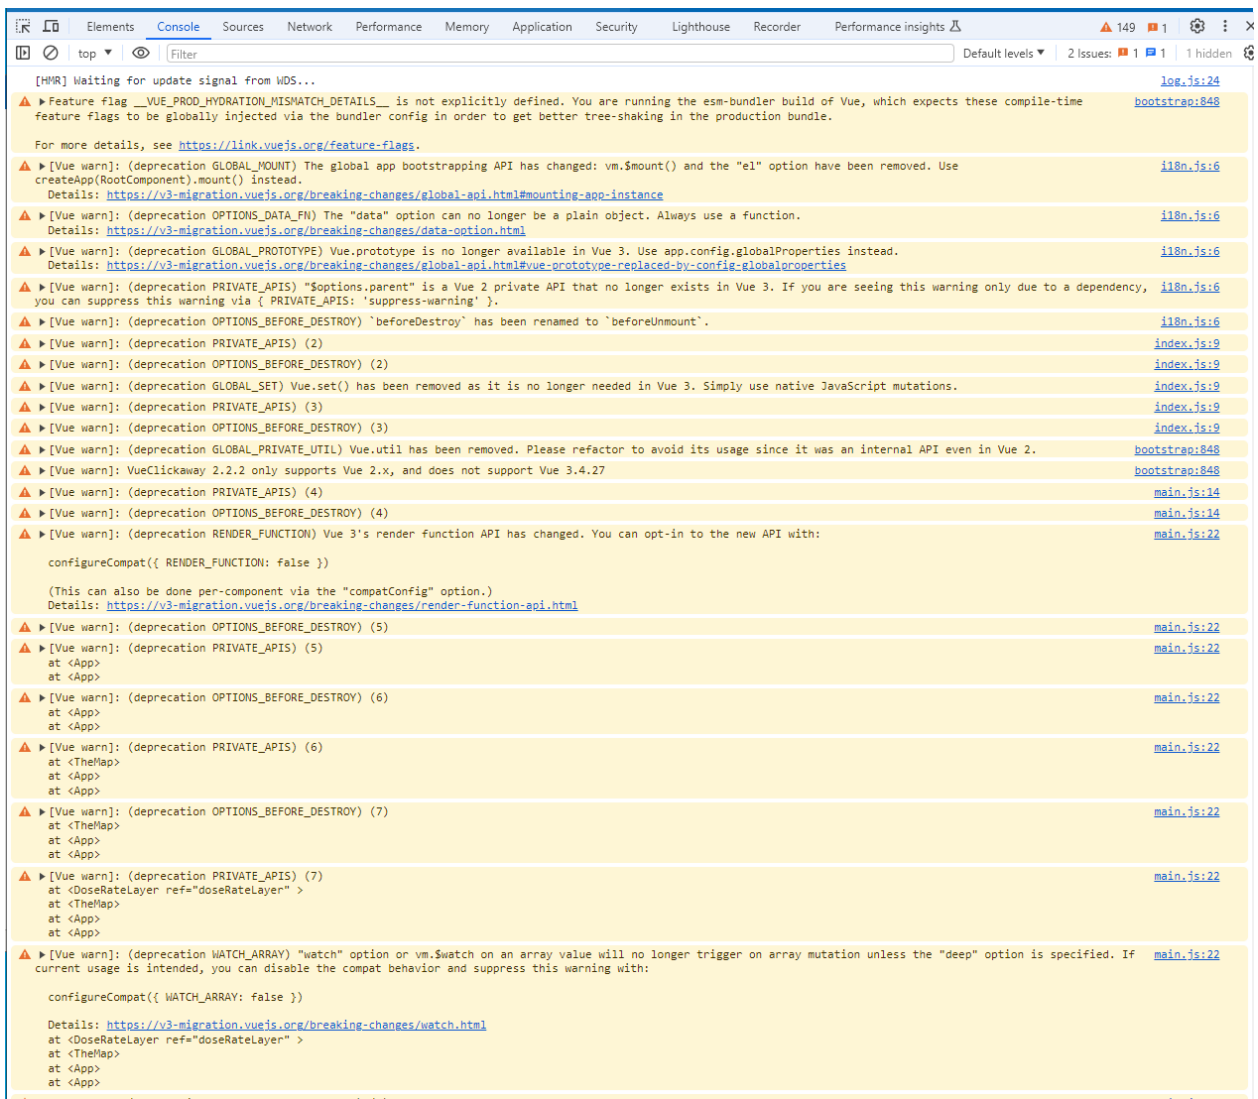 Elements Console Sources Network Performance Memory Application Security Lighthouse Recorder Performance insights 149 1
top Filter Default levels 2 Issues: 1 1 1 hidden
[HMR] Waiting for update signal from WDS... log.js:24
Feature flag __VUE_PROD_HYDRATION_MISMATCH_DETAILS__ is not explicitly defined. You are running the esm-bundler build of Vue, which expects these compile-time bootstrap:848
feature flags to be globally injected via the bundler config in order to get better tree-shaking in the production bundle.
For more details, see https://link.vuejs.org/feature-flags.
[Vue warn]: (deprecation GLOBAL_MOUNT) The global app bootstrapping API has changed: vm.$mount() and the "el" option have been removed. Use i18n.js:6
createApp(RootComponent).mount() instead.
Details: https://v3-migration.vuejs.org/breaking-changes/global-api.html#mounting-app-instance
[Vue warn]: (deprecation OPTIONS_DATA_FN) The "data" option can no longer be a plain object. Always use a function. i18n.js:6
Details: https://v3-migration.vuejs.org/breaking-changes/data-option.html
[Vue warn]: (deprecation GLOBAL_PROTOTYPE) Vue.prototype is no longer available in Vue 3. Use app.config.globalProperties instead. i18n.js:6
Details: https://v3-migration.vuejs.org/breaking-changes/global-api.html#vue-prototype-replaced-by-config-globalproperties
[Vue warn]: (deprecation PRIVATE_APIS) "$options.parent" is a Vue 2 private API that no longer exists in Vue 3. If you are seeing this warning only due to a dependency, i18n.js:6
you can suppress this warning via { PRIVATE_APIS: 'suppress-warning' }.
[Vue warn]: (deprecation OPTIONS_BEFORE_DESTROY) `beforeDestroy` has been renamed to `beforeUnmount`. i18n.js:6
[Vue warn]: (deprecation PRIVATE_APIS) (2) index.js:9
[Vue warn]: (deprecation OPTIONS_BEFORE_DESTROY) (2) index.js:9
[Vue warn]: (deprecation GLOBAL_SET) Vue.set() has been removed as it is no longer needed in Vue 3. Simply use native JavaScript mutations. index.js:9
[Vue warn]: (deprecation PRIVATE_APIS) (3) index.js:9
[Vue warn]: (deprecation OPTIONS_BEFORE_DESTROY) (3) index.js:9
[Vue warn]: (deprecation GLOBAL_PRIVATE_UTIL) Vue.util has been removed. Please refactor to avoid its usage since it was an internal API even in Vue 2. bootstrap:848
[Vue warn]: VueClickaway 2.2.2 only supports Vue 2.x, and does not support Vue 3.4.27 bootstrap:848
[Vue warn]: (deprecation PRIVATE_APIS) (4) main.js:14
[Vue warn]: (deprecation OPTIONS_BEFORE_DESTROY) (4) main.js:14
[Vue warn]: (deprecation RENDER_FUNCTION) Vue 3's render function API has changed. You can opt-in to the new API with: main.js:22
configureCompat({ RENDER_FUNCTION: false })
(This can also be done per-component via the "compatConfig" option.)
Details: https://v3-migration.vuejs.org/breaking-changes/render-function-api.html
[Vue warn]: (deprecation OPTIONS_BEFORE_DESTROY) (5) main.js:22
[Vue warn]: (deprecation PRIVATE_APIS) (5) main.js:22
at <App>
at <App>
[Vue warn]: (deprecation OPTIONS_BEFORE_DESTROY) (6) main.js:22
at <App>
at <App>
[Vue warn]: (deprecation PRIVATE_APIS) (6) main.js:22
at <TheMap>
at <App>
at <App>
[Vue warn]: (deprecation OPTIONS_BEFORE_DESTROY) (7) main.js:22
at <TheMap>
at <App>
at <App>
[Vue warn]: (deprecation PRIVATE_APIS) (7) main.js:22
at <DoseRateLayer ref="doseRateLayer" >
at <TheMap>
at <App>
at <App>
[Vue warn]: (deprecation WATCH_ARRAY) "watch" option or vm.$watch on an array value will no longer trigger on array mutation unless the "deep" option is specified. If main.js:22
current usage is intended, you can disable the compat behavior and suppress this warning with:
configureCompat({ WATCH_ARRAY: false })
Details: https://v3-migration.vuejs.org/breaking-changes/watch.html
at <DoseRateLayer ref="doseRateLayer" >
at <TheMap>
at <App>
at <App>